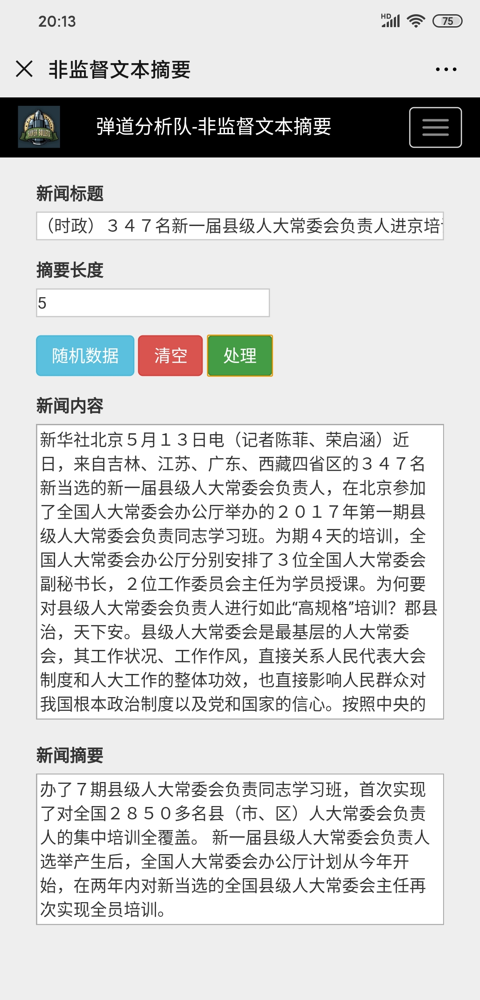 20:13
HD
75
非监督文本摘要
SILVER BULLETS
弹道分析队-非监督文本摘要
新闻标题
（时政）３４７名新一届县级人大常委会负责人进京培
摘要长度
5
随机数据 清空 处理
新闻内容
新华社北京５月１３日电（记者陈菲、荣启涵）近
日，来自吉林、江苏、广东、西藏四省区的３４７名
新当选的新一届县级人大常委会负责人，在北京参加
了全国人大常委会办公厅举办的２０１７年第一期县
级人大常委会负责同志学习班。为期４天的培训，全
国人大常委会办公厅分别安排了３位全国人大常委会
副秘书长，２位工作委员会主任为学员授课。为何要
对县级人大常委会负责人进行如此“高规格”培训？郡县
治，天下安。县级人大常委会是最基层的人大常委
会，其工作状况、工作作风，直接关系人民代表大会
制度和人大工作的整体功效，也直接影响人民群众对
我国根本政治制度以及党和国家的信心。按照中央的
新闻摘要
办了７期县级人大常委会负责同志学习班，首次实现
了对全国２８５０多名县（市、区）人大常委会负责
人的集中培训全覆盖。 新一届县级人大常委会负责人
选举产生后，全国人大常委会办公厅计划从今年开
始，在两年内对新当选的全国县级人大常委会主任再
次实现全员培训。